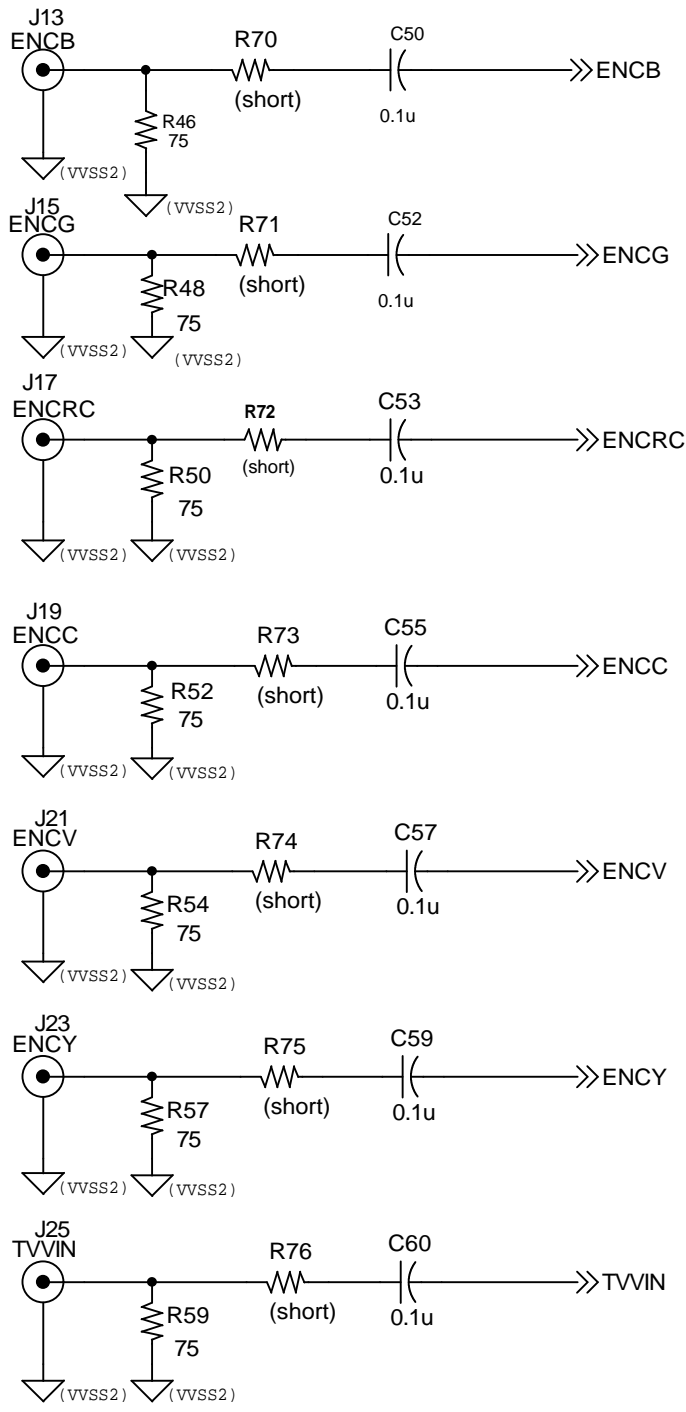 J13
ENCB
R70
C50
ENCB
(short)
0.1u
R46
75
(VVSS2)
(VVSS2)
J15
ENCG
R71
C52
ENCG
(short)
0.1u
R48
75
(VVSS2)
(VVSS2)
J17
ENCRC
R72
C53
ENCRC
(short)
0.1u
R50
75
(VVSS2)
(VVSS2)
J19
ENCC
R73
C55
ENCC
(short)
0.1u
R52
75
(VVSS2)
(VVSS2)
J21
ENCV
R74
C57
ENCV
(short)
0.1u
R54
75
(VVSS2)
(VVSS2)
J23
ENCY
R75
C59
ENCY
(short)
0.1u
R57
75
(VVSS2)
(VVSS2)
J25
TVVIN
R76
C60
TVVIN
(short)
0.1u
R59
75
(VVSS2)
(VVSS2)